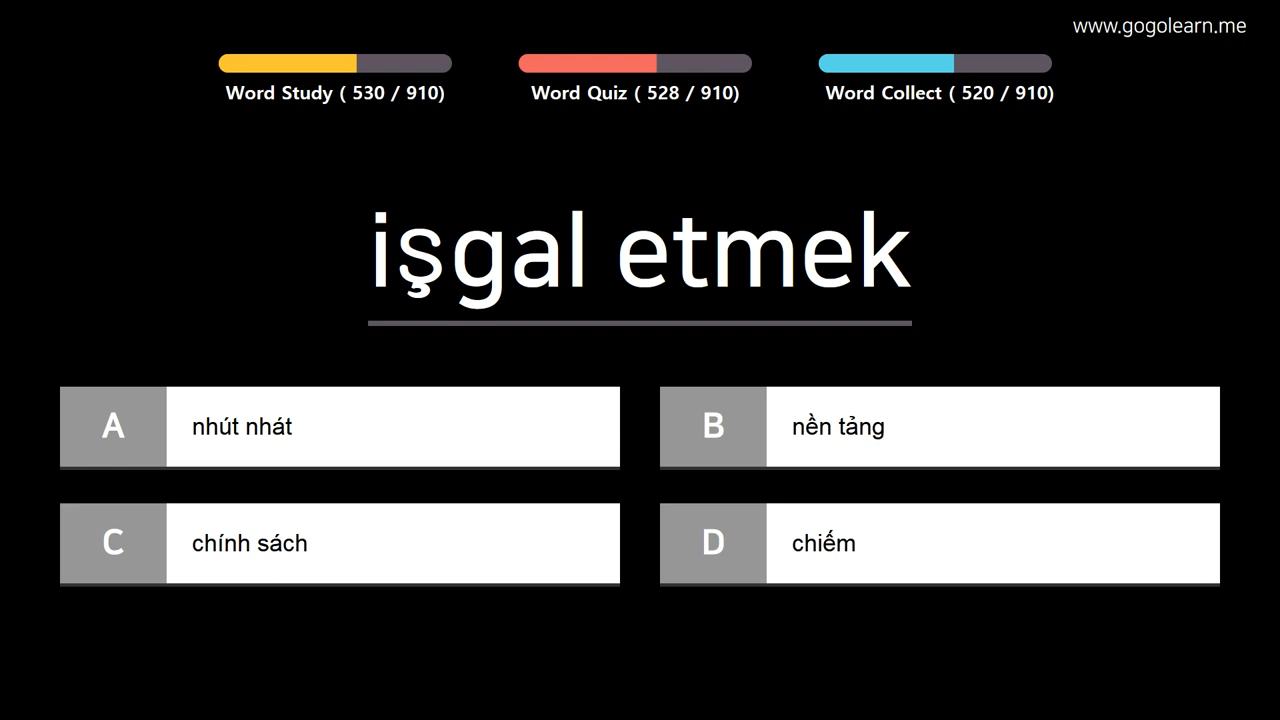 www.gogolearn.me
Word Study ( 530 / 910)
Word Quiz ( 528 / 910)
Word Collect ( 520 / 910)
işgal etmek
A nhút nhát
B nền tảng
C chính sách
D chiếm